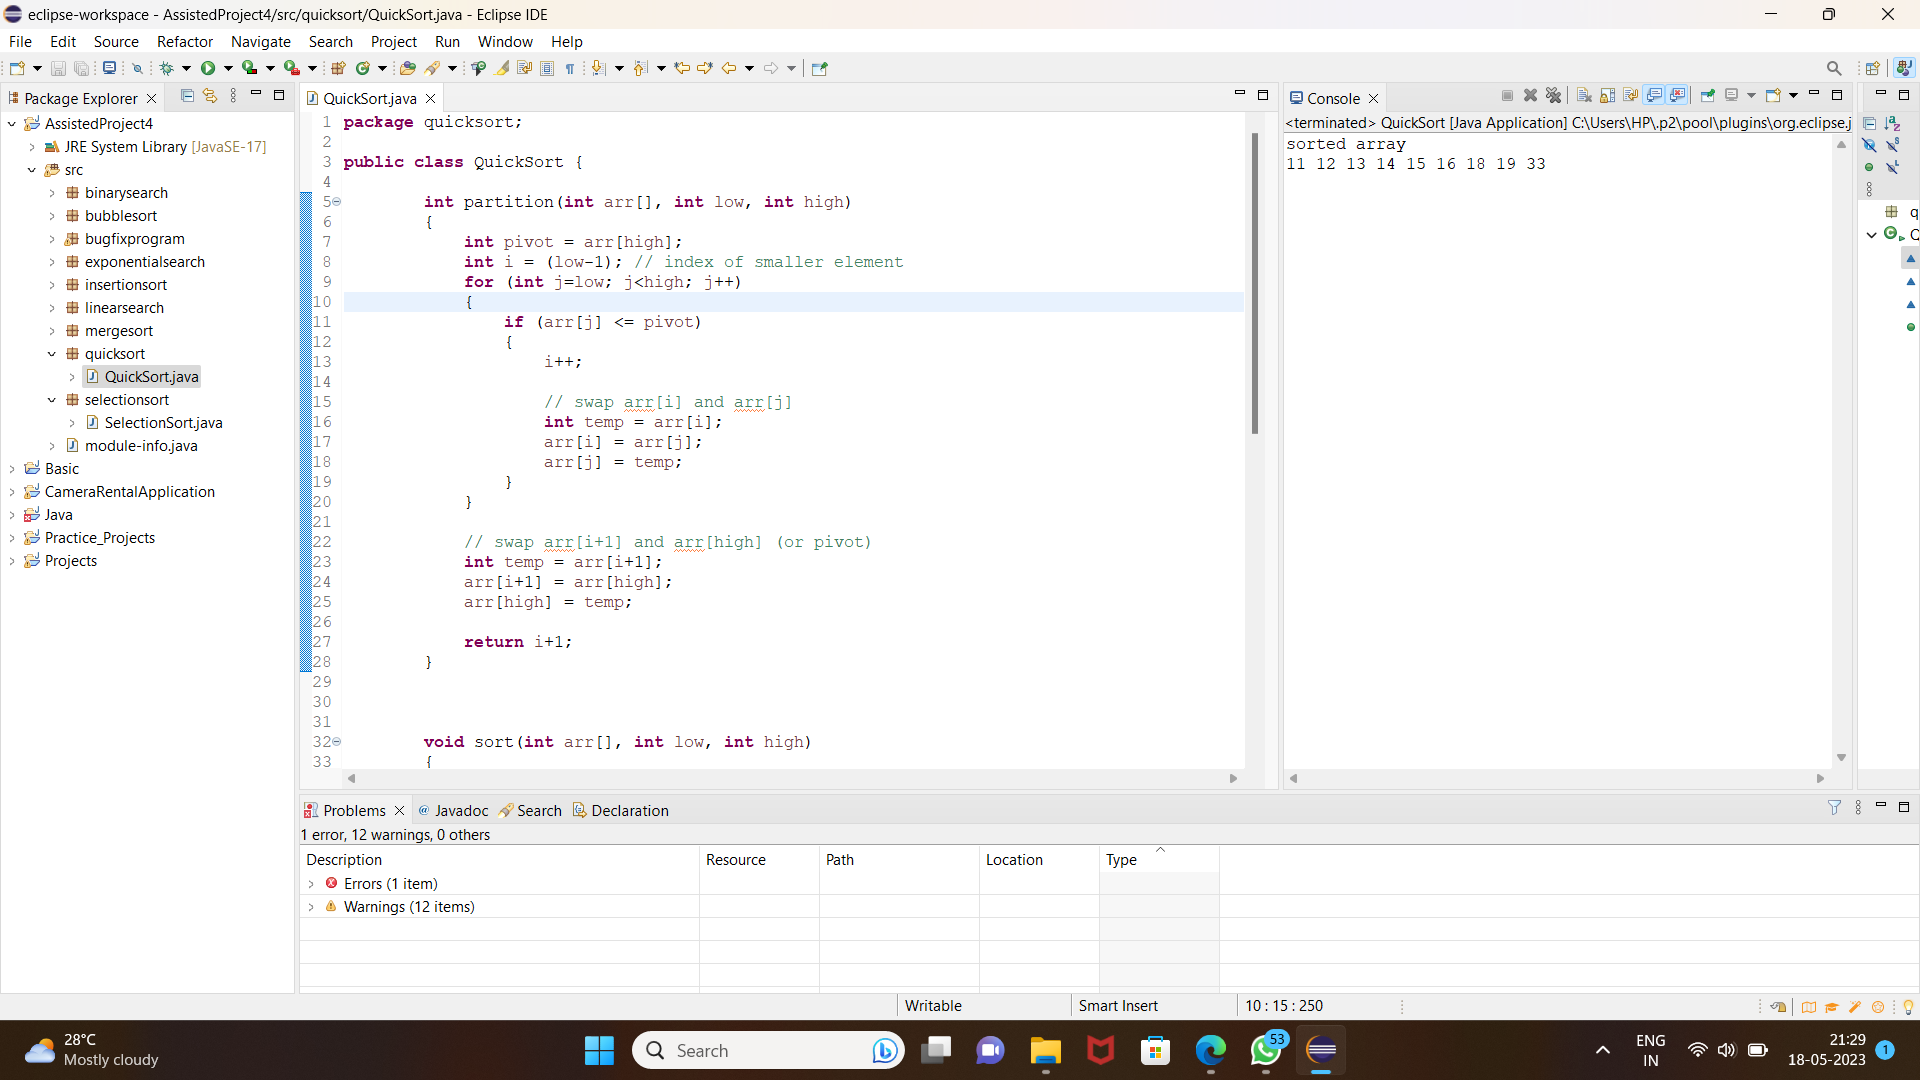 eclipse-workspace - AssistedProject4/src/quicksort/QuickSort.java - Eclipse IDE
File Edit Source Refactor Navigate Search Project Run Window Help
Package Explorer
AssistedProject4
JRE System Library [JavaSE-17]
src
binarysearch
bubblesort
bugfixprogram
exponentialsearch
insertionsort
linearsearch
mergesort
quicksort
QuickSort.java
selectionsort
SelectionSort.java
module-info.java
Basic
CameraRentalApplication
Java
Practice_Projects
Projects
QuickSort.java
1 package quicksort;
2
3 public class QuickSort {
4
5 int partition(int arr[], int low, int high)
6 {
7 int pivot = arr[high];
8 int i = (low-1); // index of smaller element
9 for (int j=low; j<high; j++)
10 {
11 if (arr[j] <= pivot)
12 {
13 i++;
14
15 // swap arr[i] and arr[j]
16 int temp = arr[i];
17 arr[i] = arr[j];
18 arr[j] = temp;
19 }
20 }
21
22 // swap arr[i+1] and arr[high] (or pivot)
23 int temp = arr[i+1];
24 arr[i+1] = arr[high];
25 arr[high] = temp;
26
27 return i+1;
28 }
29
30
31
32 void sort(int arr[], int low, int high)
33 {
Console
<terminated> QuickSort [Java Application] C:\Users\HP\.p2\pool\plugins\org.eclipse.j
sorted array
11 12 13 14 15 16 18 19 33
Problems @ Javadoc Search Declaration
1 error, 12 warnings, 0 others
Description Resource Path Location Type
Errors (1 item)
Warnings (12 items)
Writable Smart Insert 10 : 15 : 250
28°C
Mostly cloudy
Search
53
ENG
IN
21:29
18-05-2023
1